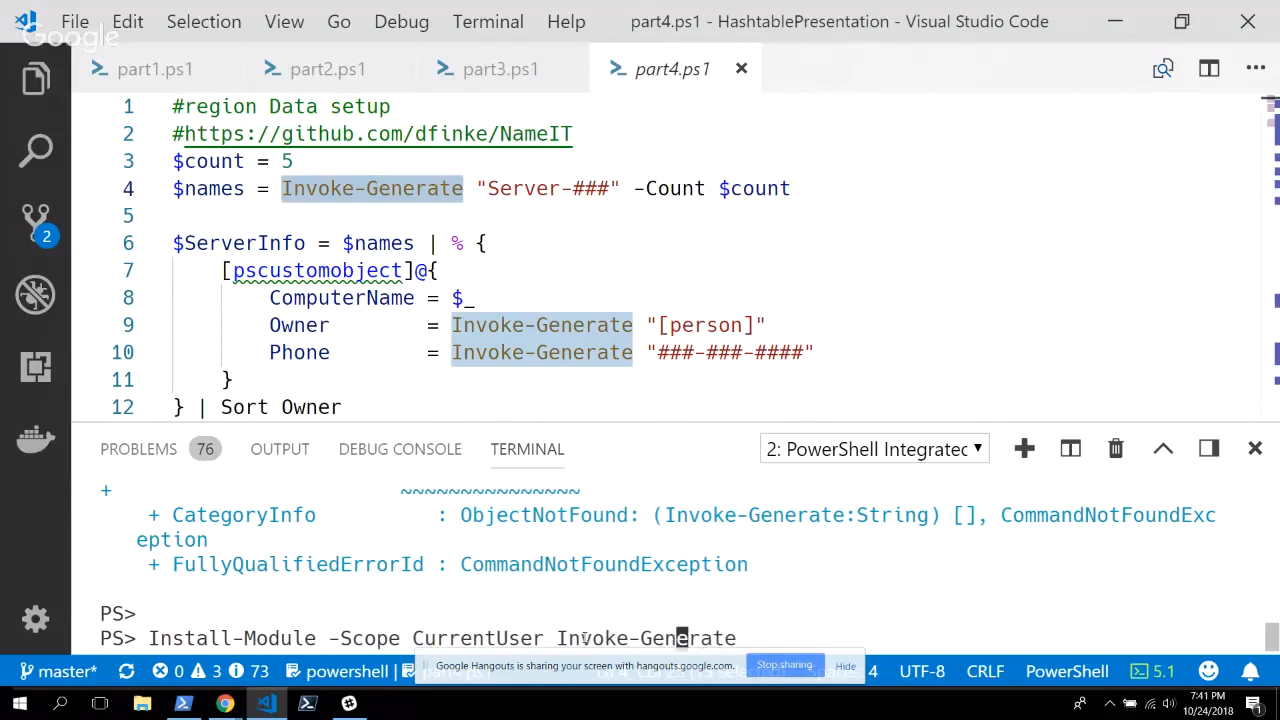 File Edit Selection View Go Debug Terminal Help part4.ps1 - HashtablePresentation - Visual Studio Code
Google
part1.ps1 part2.ps1 part3.ps1 part4.ps1
1 #region Data setup
2 #https://github.com/dfinke/NameIT
3 $count = 5
4 $names = Invoke-Generate "Server-###" -Count $count
5
6 $ServerInfo = $names | % {
7 [pscustomobject]@{
8 ComputerName = $_
9 Owner = Invoke-Generate "[person]"
10 Phone = Invoke-Generate "###-###-####"
11 }
12 } | Sort Owner
PROBLEMS 76 OUTPUT DEBUG CONSOLE TERMINAL 2: PowerShell Integratec
+ ~~~~~~~~~~~~~~~
+ CategoryInfo : ObjectNotFound: (Invoke-Generate:String) [], CommandNotFoundExc
eption
+ FullyQualifiedErrorId : CommandNotFoundException
PS>
PS> Install-Module -Scope CurrentUser Invoke-Generate
Google Hangouts is sharing your screen with hangouts.google.com. Stop sharing Hide
master* 0 3 73 powershell | part4.ps1 4 UTF-8 CRLF PowerShell 5.1
2
7:41 PM
10/24/2018
1